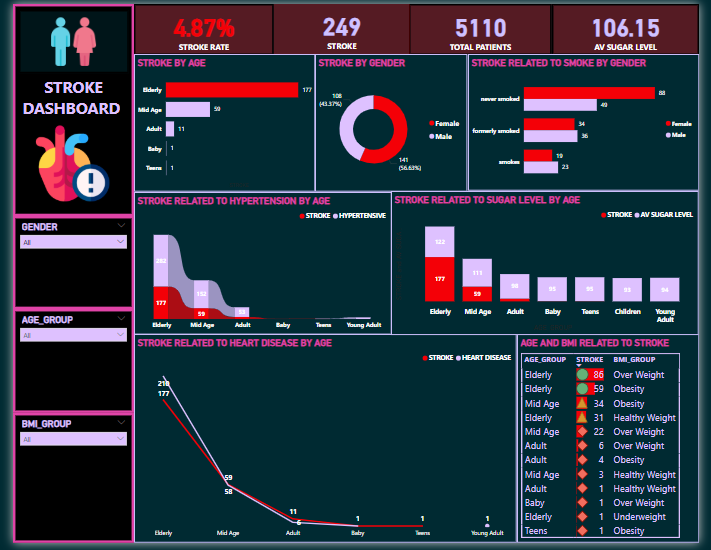 STROKE
DASHBOARD
4.87%
STROKE RATE
249
STROKE
5110
TOTAL PATIENTS
106.15
AV SUGAR LEVEL
GENDER
All
AGE_GROUP
All
BMI_GROUP
All
STROKE BY AGE
Elderly 177
Mid Age 59
Adult 11
Baby 1
Teens 1
STROKE BY GENDER
108
(43.37%)
141
(56.63%)
Female
Male
STROKE RELATED TO SMOKE BY GENDER
never smoked 88
49
formerly smoked 34
36
smokes 19
23
Female
Male
STROKE RELATED TO HYPERTENSION BY AGE
STROKE HYPERTENSIVE
177
152
59
Elderly Mid Age Adult Baby Teens Young Adult
STROKE RELATED TO SUGAR LEVEL BY AGE
STROKE AV SUGAR LEVEL
122
177
113
59
Elderly Mid Age Adult Baby Teens Children Young
Adult
STROKE RELATED TO HEART DISEASE BY AGE
STROKE HEART DISEASE
210
177
59
58
11
6
1
1
1
Elderly Mid Age Adult Baby Teens Young Adult
AGE AND BMI RELATED TO STROKE
AGE_GROUP STROKE BMI_GROUP
Elderly 86 Over Weight
Elderly 59 Obesity
Mid Age 34 Obesity
Elderly 31 Healthy Weight
Mid Age 22 Over Weight
Adult 6 Over Weight
Adult 4 Obesity
Mid Age 3 Healthy Weight
Adult 1 Healthy Weight
Baby 1 Over Weight
Elderly 1 Underweight
Teens 1 Obesity